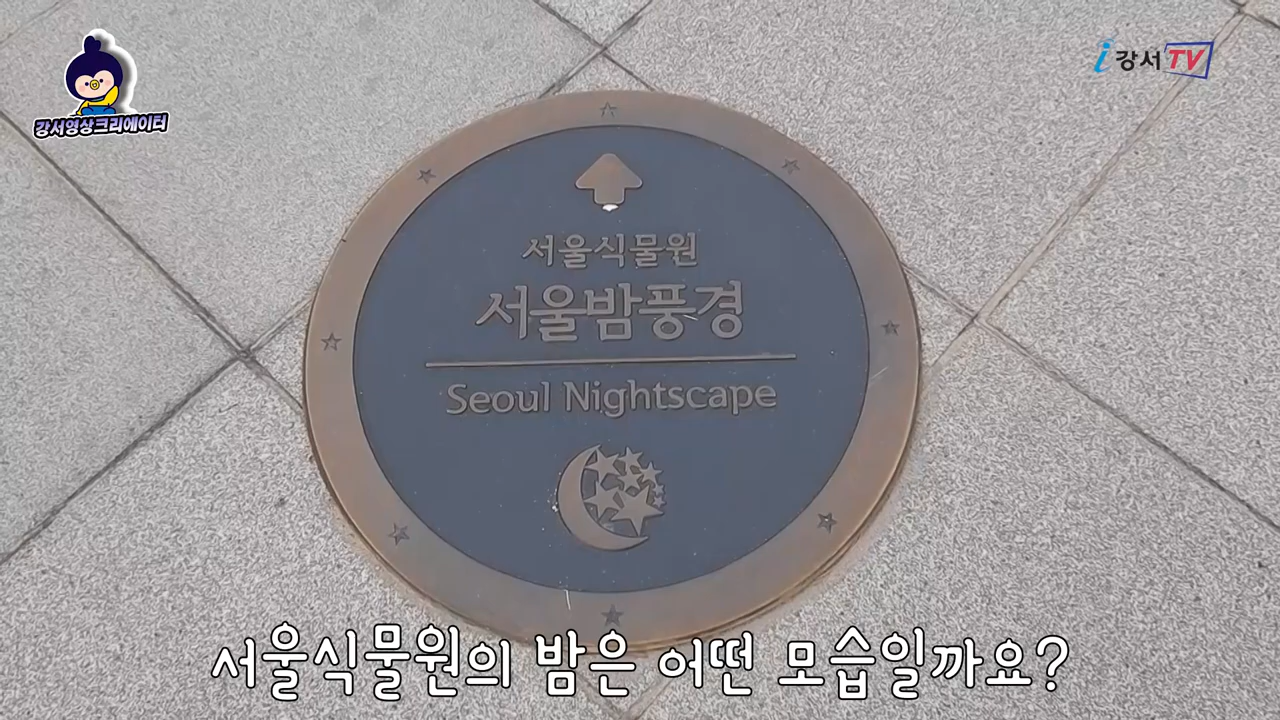 강서영상크리에이터
i강서TV
서울식물원
서울밤풍경
Seoul Nightscape
서울식물원의 밤은 어떤 모습일까요?